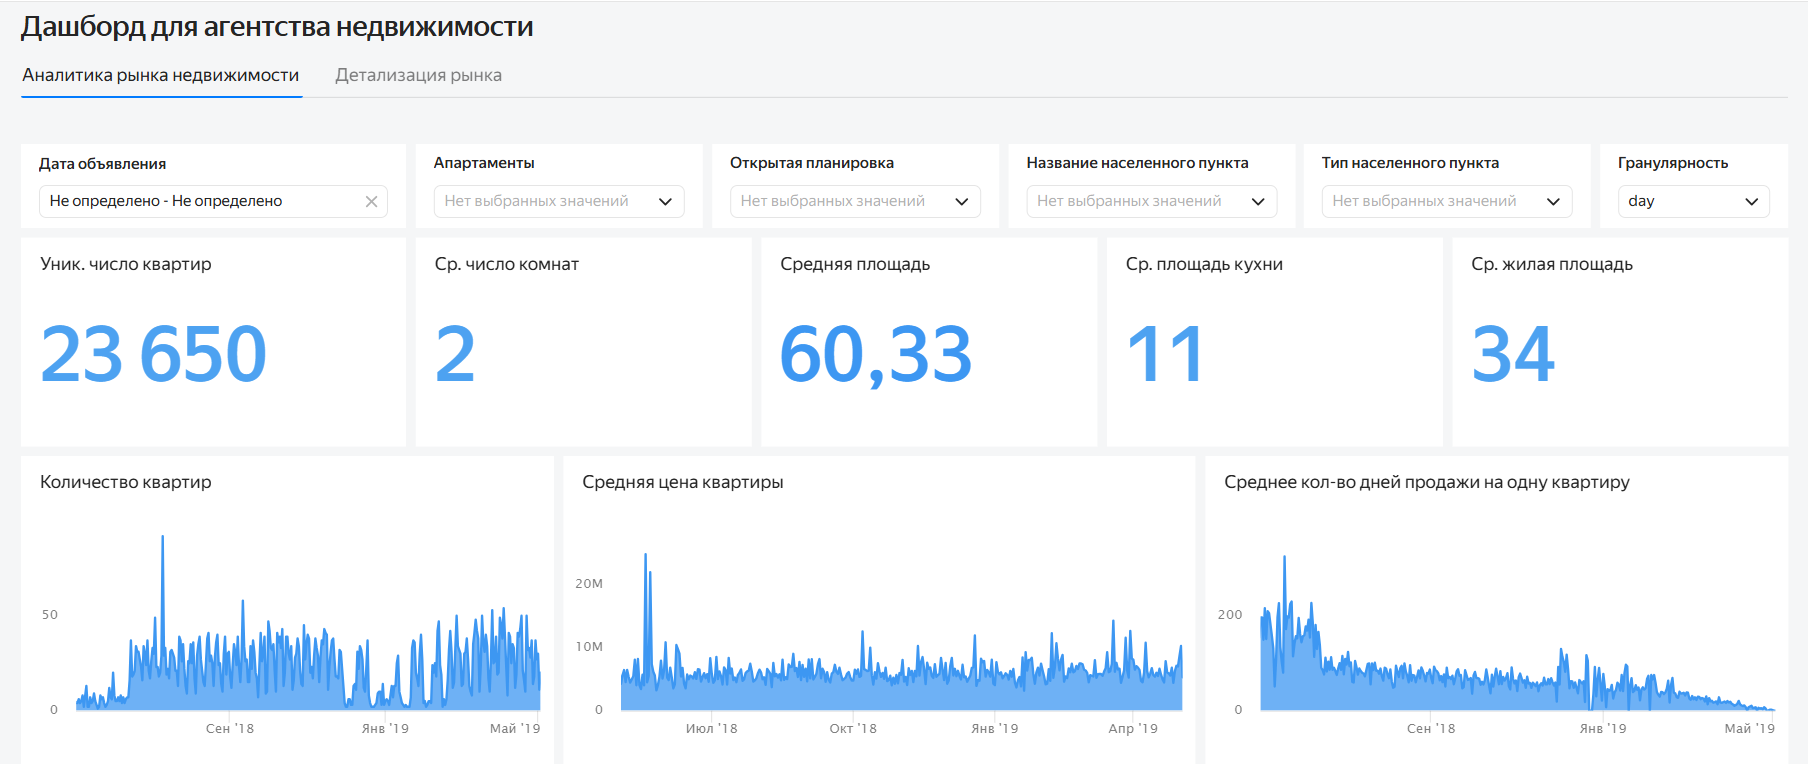 Дашборд для агентства недвижимости
Аналитика рынка недвижимости
Детализация рынка
Дата объявления
Не определено - Не определено
Апартаменты
Нет выбранных значений
Открытая планировка
Нет выбранных значений
Название населенного пункта
Нет выбранных значений
Тип населенного пункта
Нет выбранных значений
Гранулярность
day
Уник. число квартир
23 650
Ср. число комнат
2
Средняя площадь
60,33
Ср. площадь кухни
11
Ср. жилая площадь
34
Количество квартир
50
0
Сен '18 Янв '19 Май '19
Средняя цена квартиры
20M
10M
0
Июл '18 Окт '18 Янв '19 Апр '19
Среднее кол-во дней продажи на одну квартиру
200
0
Сен '18 Янв '19 Май '19